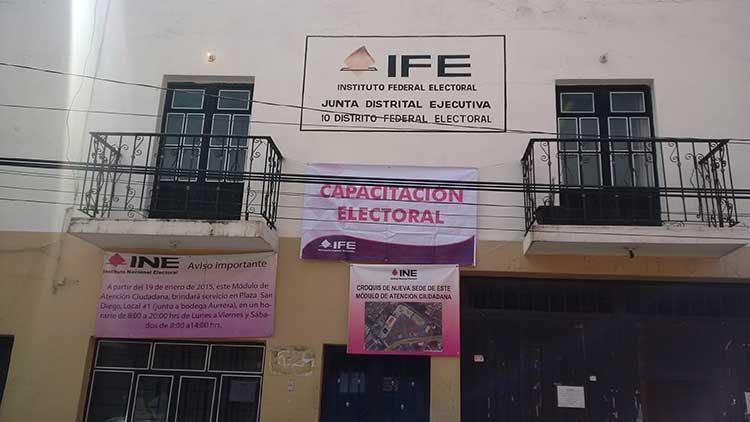 IFE
INSTITUTO FEDERAL ELECTORAL
JUNTA DISTRITAL EJECUTIVA
10 DISTRITO FEDERAL ELECTORAL
CAPACITACIÓN
ELECTORAL
IFE
INE
Instituto Nacional Electoral
Aviso importante
A partir del 19 de enero de 2015, este Módulo de
Atención Ciudadana, brindará servicio en Plaza San
Diego, Local #1 (junto a bodega Aurrera), en un ho-
rario de 8:00 a 20:00 hrs de Lunes a Viernes y Sába-
dos de 8:00 a 14:00 hrs.
INE
CROQUIS DE NUEVA SEDE DE ESTE
MÓDULO DE ATENCIÓN CIUDADANA